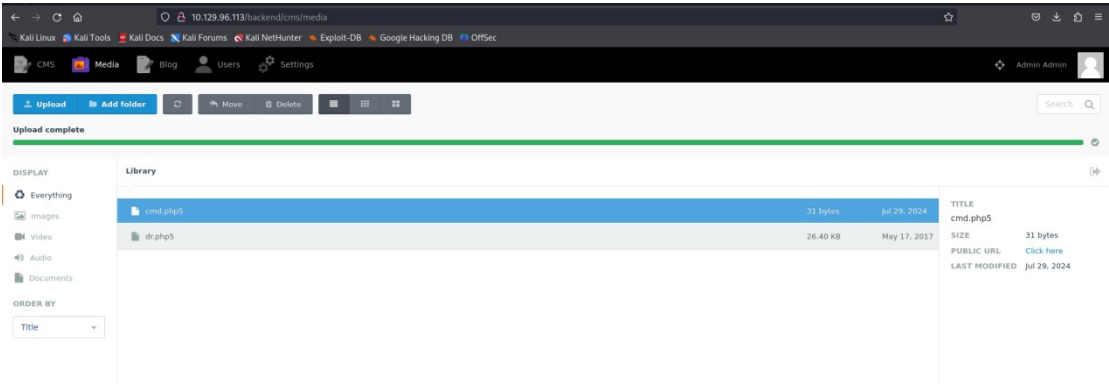 10.129.96.113/backend/cms/media
Kali Linux Kali Tools Kali Docs Kali Forums Kali NetHunter Exploit-DB Google Hacking DB OffSec
CMS Media Blog Users Settings Admin Admin
Upload Add folder Move Delete Search
Upload complete
DISPLAY
Library
Everything
Images
Video
Audio
Documents
ORDER BY
Title
cmd.php5 31 bytes Jul 29, 2024
dr.php5 26.40 KB May 17, 2017
TITLE
cmd.php5
SIZE 31 bytes
PUBLIC URL Click here
LAST MODIFIED Jul 29, 2024